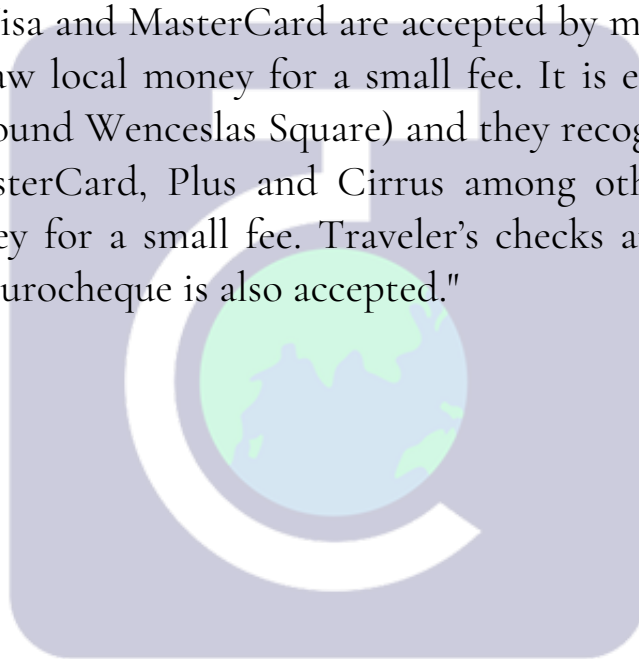 isa and MasterCard are accepted by m
aw local money for a small fee. It is e
ound Wenceslas Square) and they recog
sterCard, Plus and Cirrus among oth
ey for a small fee. Traveler’s checks a
urocheque is also accepted."